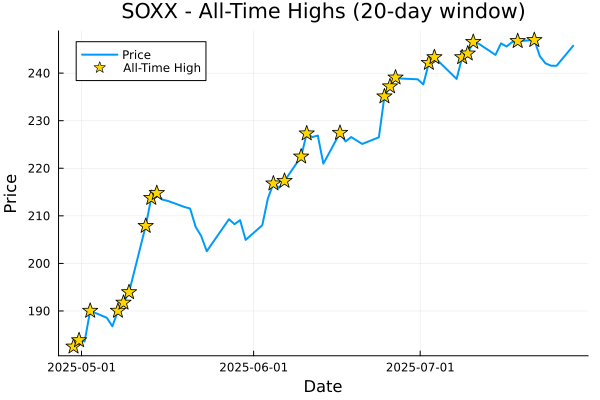 SOXX - All-Time Highs (20-day window)
Price
All-Time High
240
230
220
210
200
190
Price
2025-05-01
2025-06-01
2025-07-01
Date